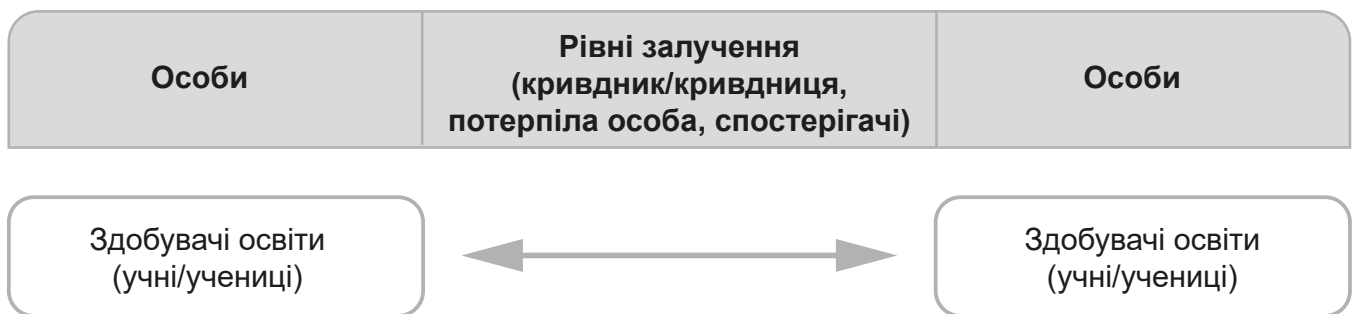 Особи
Рівні залучення
(кривдник/кривдниця,
потерпіла особа, спостерігачі)
Особи
Здобувачі освіти
(учні/учениці)
Здобувачі освіти
(учні/учениці)